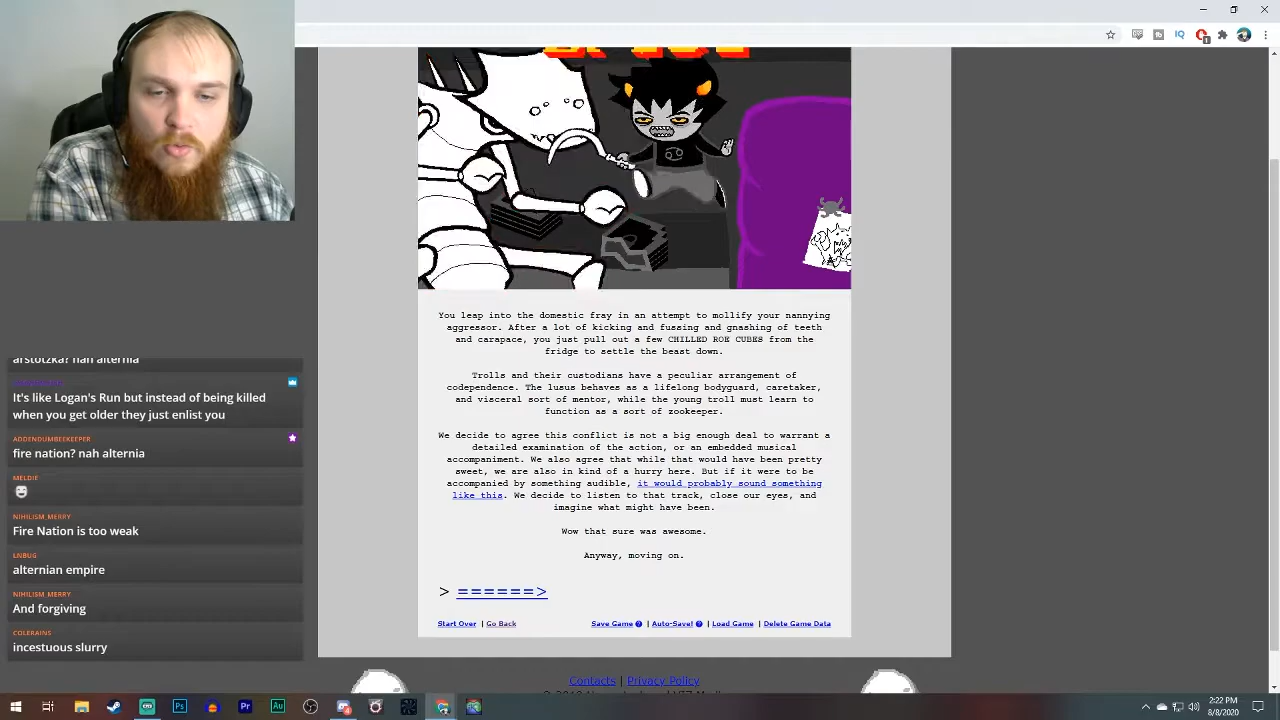 arstotzka? nah alternia
It's like Logan's Run but instead of being killed
when you get older they just enlist you
ADDENDUMBEEKEEPER
fire nation? nah alternia
MELDIE
NIHILISM_MERRY
Fire Nation is too weak
LNBUG
alternian empire
NIHILISM_MERRY
And forgiving
COLERAINS
incestuous slurry
You leap into the domestic fray in an attempt to mollify your nannying
aggressor. After a lot of kicking and fussing and gnashing of teeth
and carapace, you just pull out a few CHILLED ROE CUBES from the
fridge to settle the beast down.
Trolls and their custodians have a peculiar arrangement of
codependence. The lusus behaves as a lifelong bodyguard, caretaker,
and visceral sort of mentor, while the young troll must learn to
function as a sort of zookeeper.
We decide to agree this conflict is not a big enough deal to warrant a
detailed examination of the action, or an embedded musical
accompaniment. We also agree that while that would have been pretty
sweet, we are also in kind of a hurry here. But if it were to be
accompanied by something audible, it would probably sound something
like this. We decide to listen to that track, close our eyes, and
imagine what might have been.
Wow that sure was awesome.
Anyway, moving on.
> ======>
Start Over | Go Back Save Game ? | Auto-Save! ? | Load Game | Delete Game Data
Contacts | Privacy Policy
2:22 PM
8/8/2020